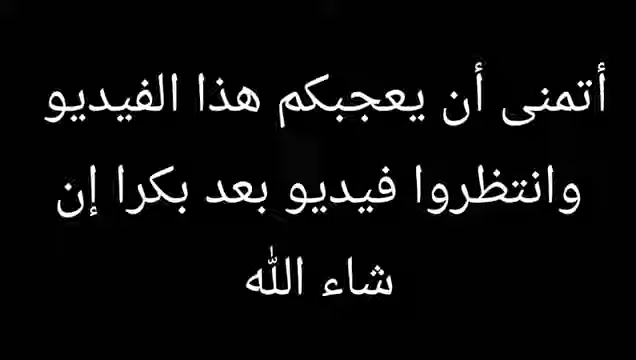 أتمنى أن يعجبكم هذا الفيديو
وانتظروا فيديو بعد بكرا إن
شاء الله